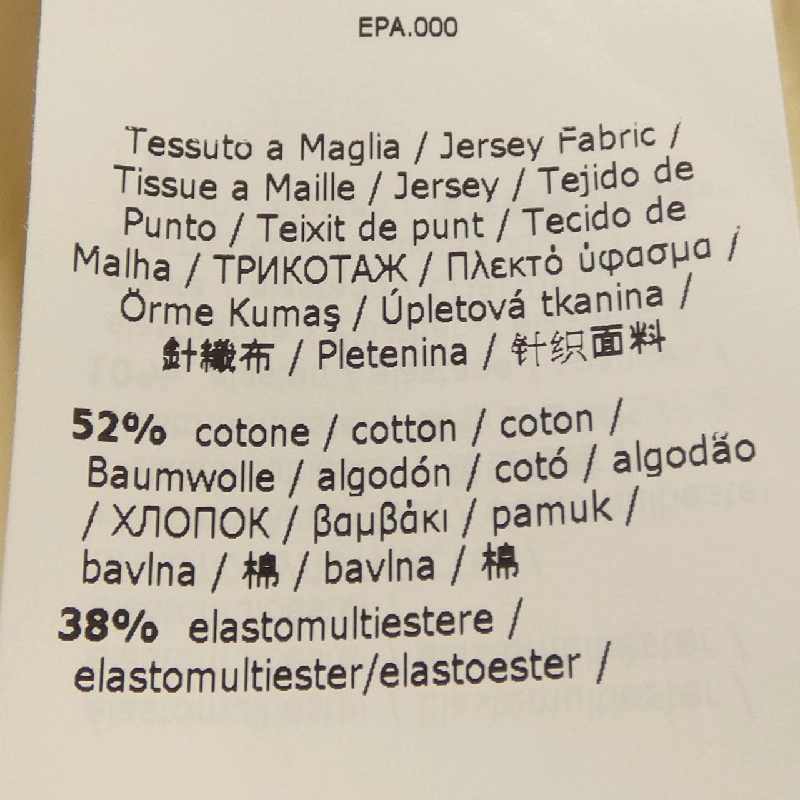 EPA.000
Tessuto a Maglia / Jersey Fabric /
Tissue a Maille / Jersey / Tejido de
Punto / Teixit de punt / Tecido de
Malha / ТРИКОТАЖ / Πλεκτό ύφασμα /
Örme Kumaş / Úpletová tkanina /
針織布 / Pletenina / 针织面料
52% cotone / cotton / coton /
Baumwolle / algodón / cotó / algodão
/ ХЛОПОК / βαμβάκι / pamuk /
bavlna / 棉 / bavlna / 棉
38% elastomultiestere /
elastomultiester/elastoester /